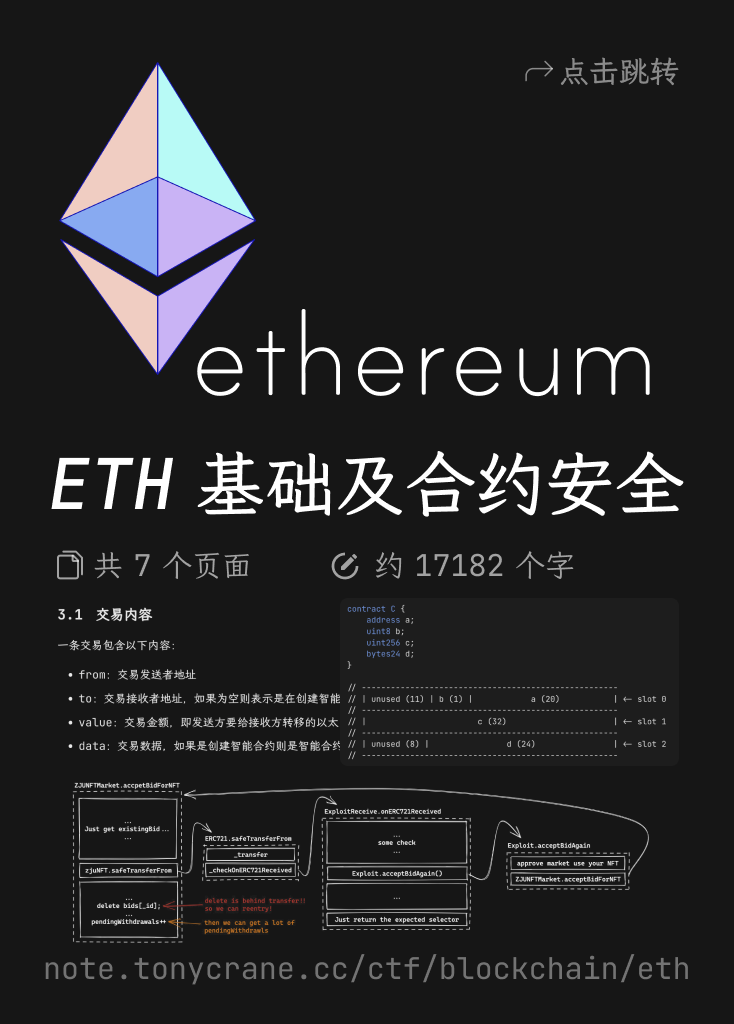 点击跳转
ethereum
ETH 基础及合约安全
共 7 个页面
约 17182 个字
3.1 交易内容
一条交易包含以下内容：
• from: 交易发送者地址
• to: 交易接收者地址，如果为空则表示是在创建智能
• value: 交易金额，即发送方要给接收方转移的以太
• data: 交易数据，如果是创建智能合约则是智能合约
contract C {
    address a;
    uint8 b;
    uint256 c;
    bytes24 d;
}
// -----------------------------------------------------
// | unused (11) | b (1) |            a (20)           | <- slot 0
// -----------------------------------------------------
// |                       c (32)                      | <- slot 1
// -----------------------------------------------------
// | unused (8) |                d (24)                | <- slot 2
// -----------------------------------------------------
ZJUNFTMarket.accpetBidForNFT
...
Just get existingBid...
...
zjuNFT.safeTransferFrom
...
delete bids[_id];
...
pendingWithdrawals++
ERC721.safeTransferFrom
_transfer
_checkOnERC721Received
delete is behind transfer!!
so we can reentry!
then we can get a lot of
pendingWithdrawls
ExploitReceive.onERC721Received
...
some check
...
Exploit.acceptBidAgain()
...
Just return the expected selector
Exploit.acceptBidAgain
approve market use your NFT
ZJUNFTMarket.acceptBidForNFT
note.tonycrane.cc/ctf/blockchain/eth